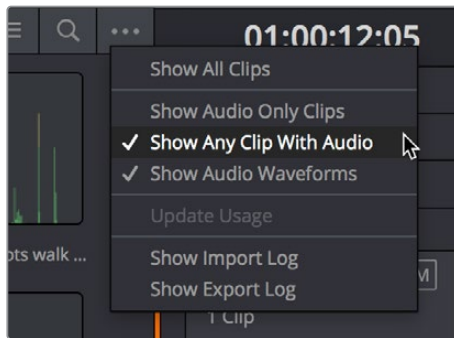 01:00:12:05
Show All Clips
Show Audio Only Clips
Show Any Clip With Audio
Show Audio Waveforms
Update Usage
ots walk ...
Show Import Log
M
Show Export Log
1 Clip